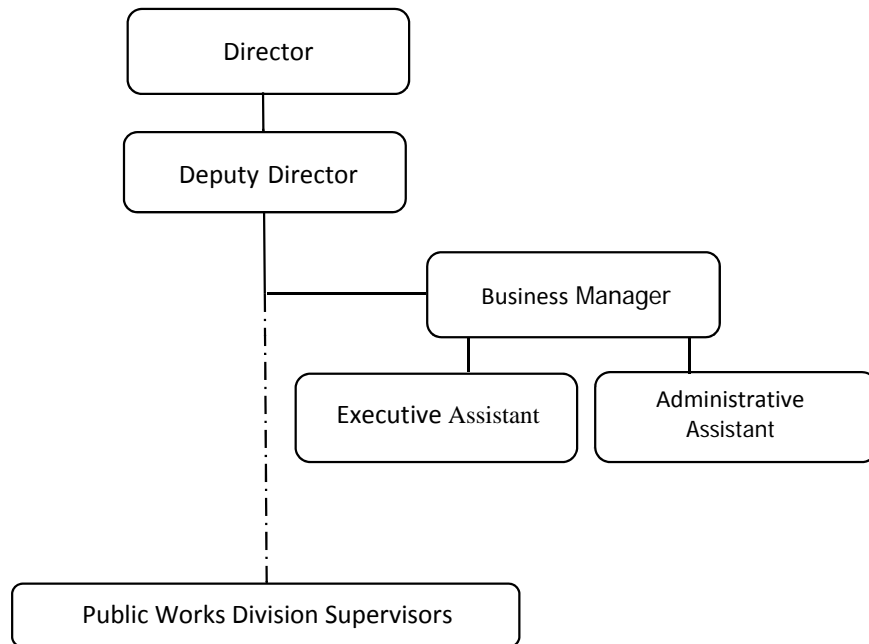 Director
Deputy Director
Business Manager
Executive Assistant
Administrative
Assistant
Public Works Division Supervisors